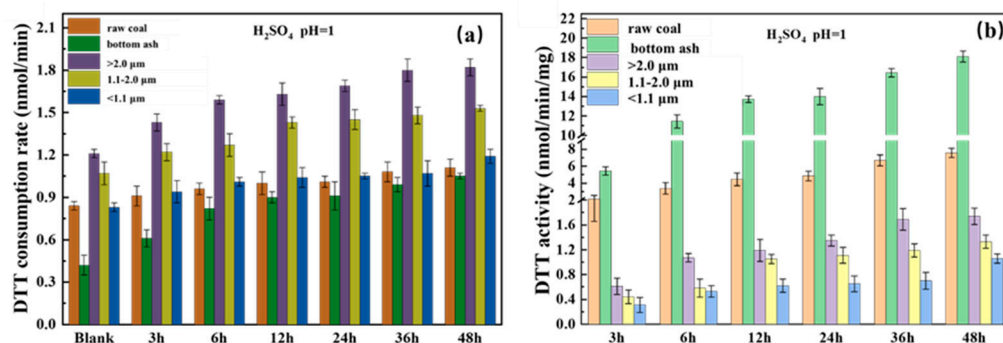 H₂SO₄ pH=1
(a)
raw coal
bottom ash
>2.0 μm
1.1-2.0 μm
<1.1 μm
DTT consumption rate (nmol/min)
2.1
1.8
1.5
1.2
0.9
0.6
0.3
0.0
Blank 3h 6h 12h 24h 36h 48h
H₂SO₄ pH=1
(b)
raw coal
bottom ash
>2.0 μm
1.1-2.0 μm
<1.1 μm
DTT activity (nmol/min/mg)
22
20
18
16
14
12
10
8
6
4
2
1.2
0.8
0.4
0.0
3h 6h 12h 24h 36h 48h